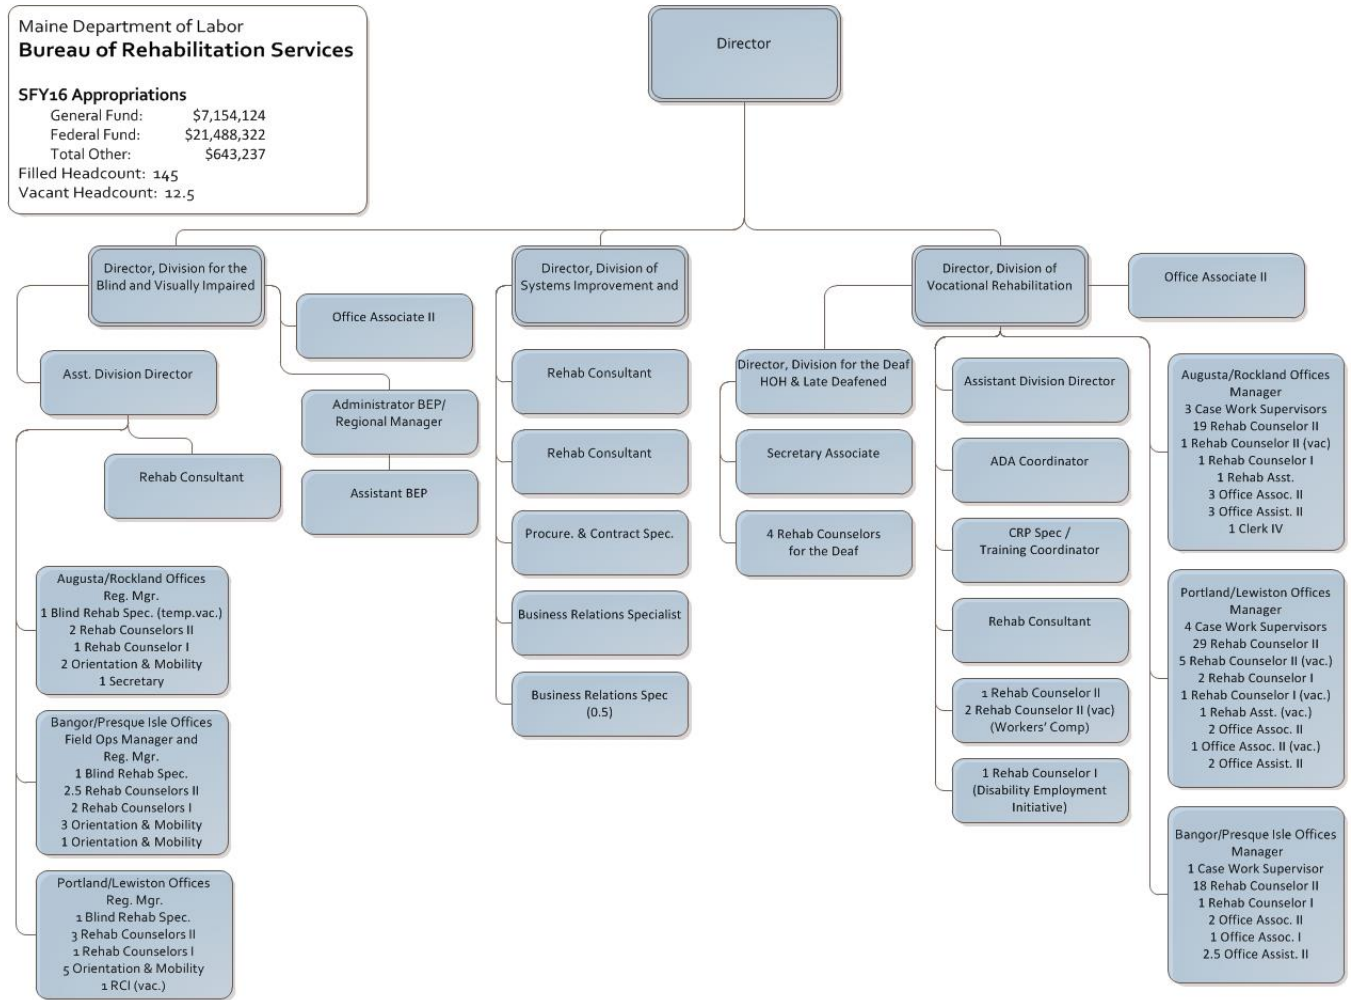 Maine Department of Labor
Bureau of Rehabilitation Services
SFY16 Appropriations
General Fund: $7,154,124
Federal Fund: $21,488,322
Total Other: $643,237
Filled Headcount: 145
Vacant Headcount: 12.5
Director
Director, Division for the
Blind and Visually Impaired
Office Associate II
Asst. Division Director
Administrator BEP/
Regional Manager
Rehab Consultant
Assistant BEP
Augusta/Rockland Offices
Reg. Mgr.
1 Blind Rehab Spec. (temp.vac.)
2 Rehab Counselors II
1 Rehab Counselor I
2 Orientation & Mobility
1 Secretary
Bangor/Presque Isle Offices
Field Ops Manager and
Reg. Mgr.
1 Blind Rehab Spec.
2.5 Rehab Counselors II
2 Rehab Counselors I
3 Orientation & Mobility
1 Orientation & Mobility
Portland/Lewiston Offices
Reg. Mgr.
1 Blind Rehab Spec.
3 Rehab Counselors II
1 Rehab Counselors I
5 Orientation & Mobility
1 RCI (vac.)
Director, Division of
Systems Improvement and
Rehab Consultant
Rehab Consultant
Procure. & Contract Spec.
Business Relations Specialist
Business Relations Spec
(0.5)
Director, Division of
Vocational Rehabilitation
Office Associate II
Director, Division for the Deaf
HOH & Late Deafened
Secretary Associate
4 Rehab Counselors
for the Deaf
Assistant Division Director
ADA Coordinator
CRP Spec /
Training Coordinator
Rehab Consultant
1 Rehab Counselor II
2 Rehab Counselor II (vac)
(Workers' Comp)
1 Rehab Counselor I
(Disability Employment
Initiative)
Augusta/Rockland Offices
Manager
3 Case Work Supervisors
19 Rehab Counselor II
1 Rehab Counselor II (vac)
1 Rehab Counselor I
1 Rehab Asst.
3 Office Assoc. II
3 Office Assist. II
1 Clerk IV
Portland/Lewiston Offices
Manager
4 Case Work Supervisors
29 Rehab Counselor II
5 Rehab Counselor II (vac.)
2 Rehab Counselor I
1 Rehab Counselor I (vac.)
1 Rehab Asst. (vac.)
2 Office Assoc. II
1 Office Assoc. II (vac.)
2 Office Assist. II
Bangor/Presque Isle Offices
Manager
1 Case Work Supervisor
18 Rehab Counselor II
1 Rehab Counselor I
2 Office Assoc. II
1 Office Assoc. I
2.5 Office Assist. II